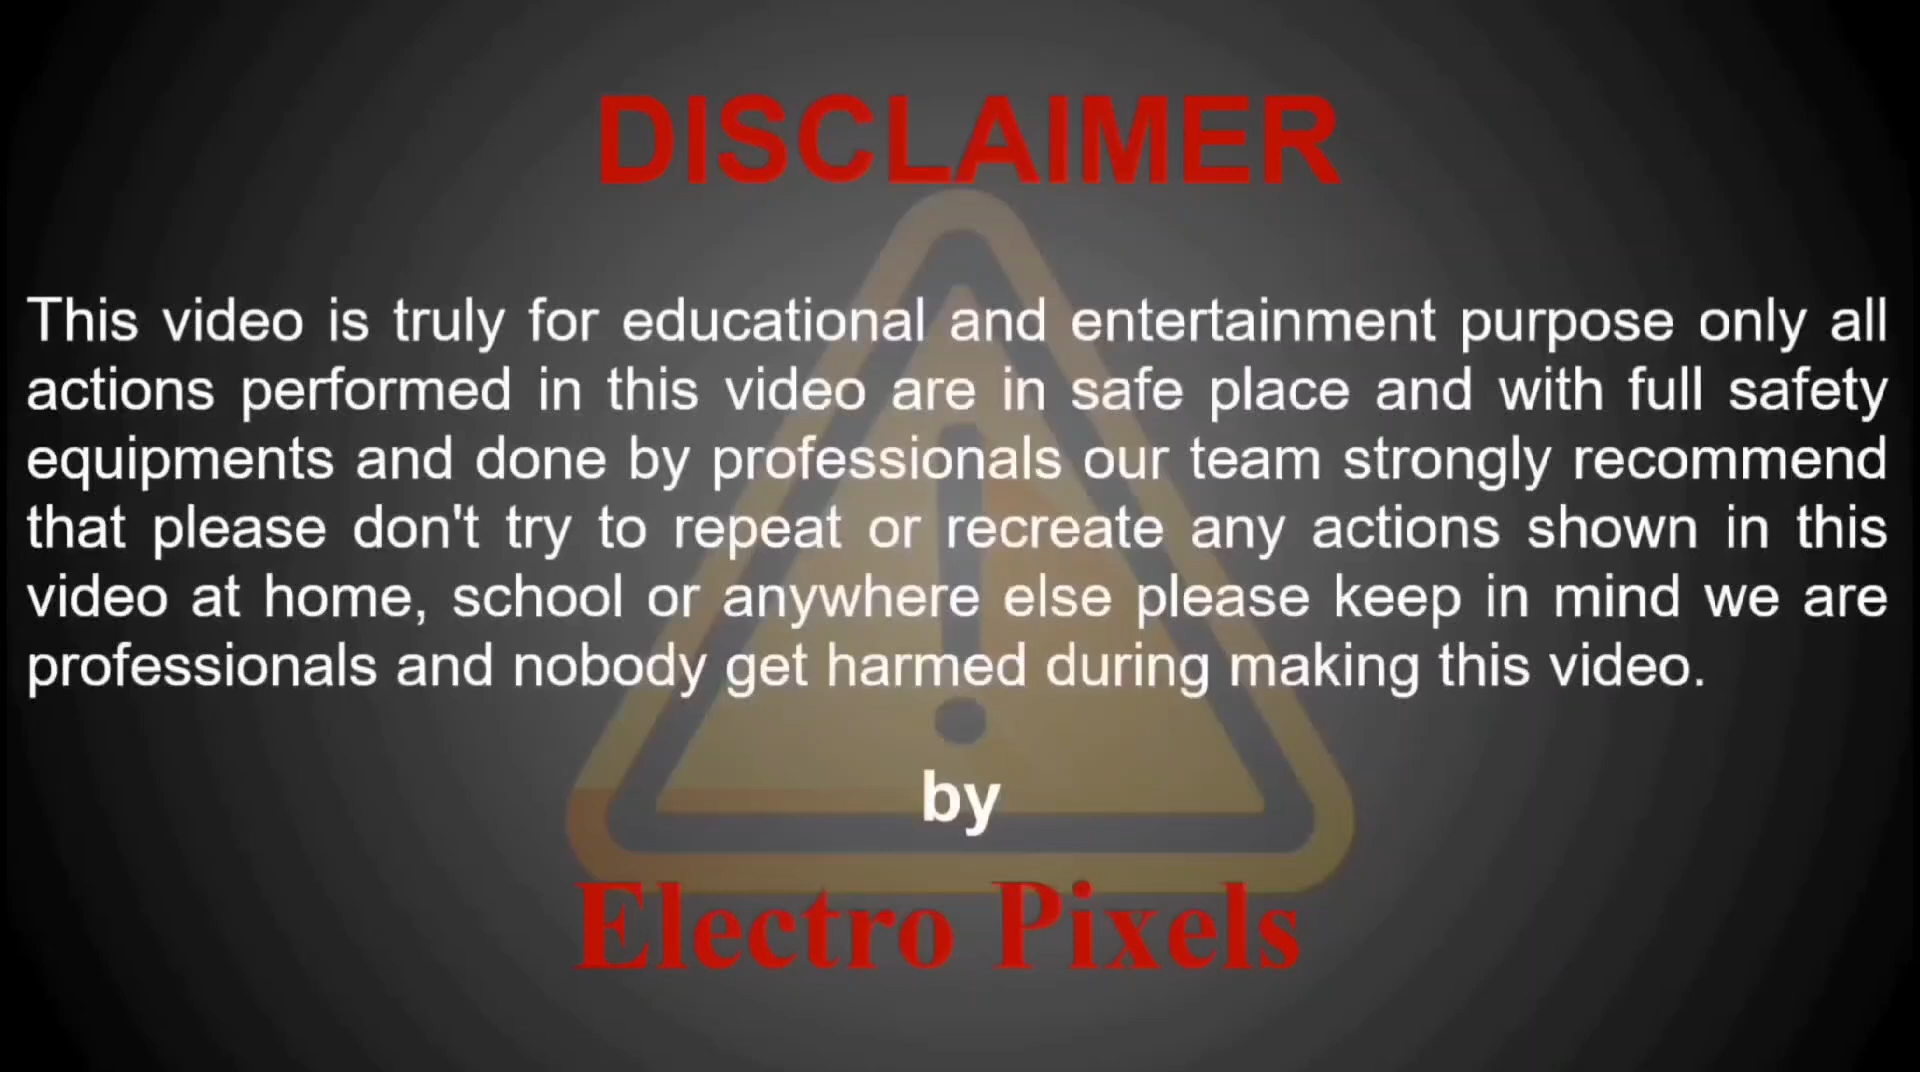 DISCLAIMER
This video is truly for educational and entertainment purpose only all
actions performed in this video are in safe place and with full safety
equipments and done by professionals our team strongly recommend
that please don't try to repeat or recreate any actions shown in this
video at home, school or anywhere else please keep in mind we are
professionals and nobody get harmed during making this video.
by
Electro Pixels